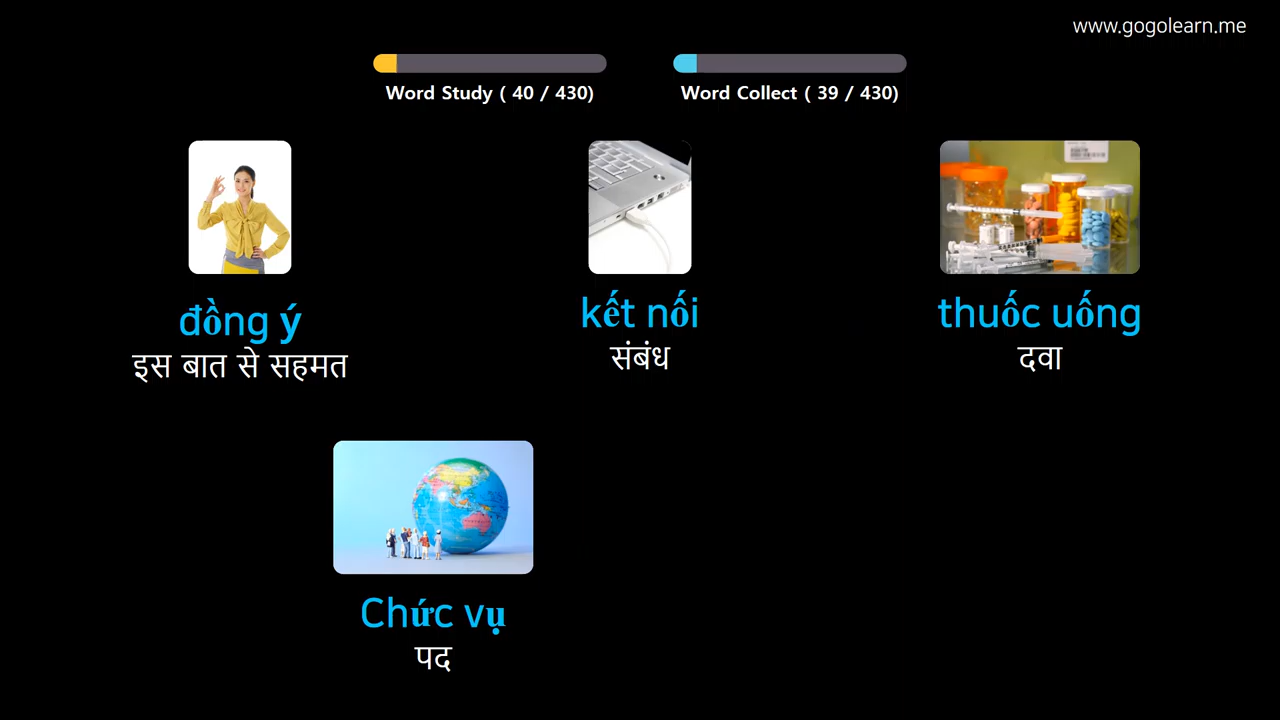 www.gogolearn.me
Word Study ( 40 / 430)
Word Collect ( 39 / 430)
đồng ý
इस बात से सहमत
kết nối
संबंध
thuốc uống
दवा
Chức vụ
पद